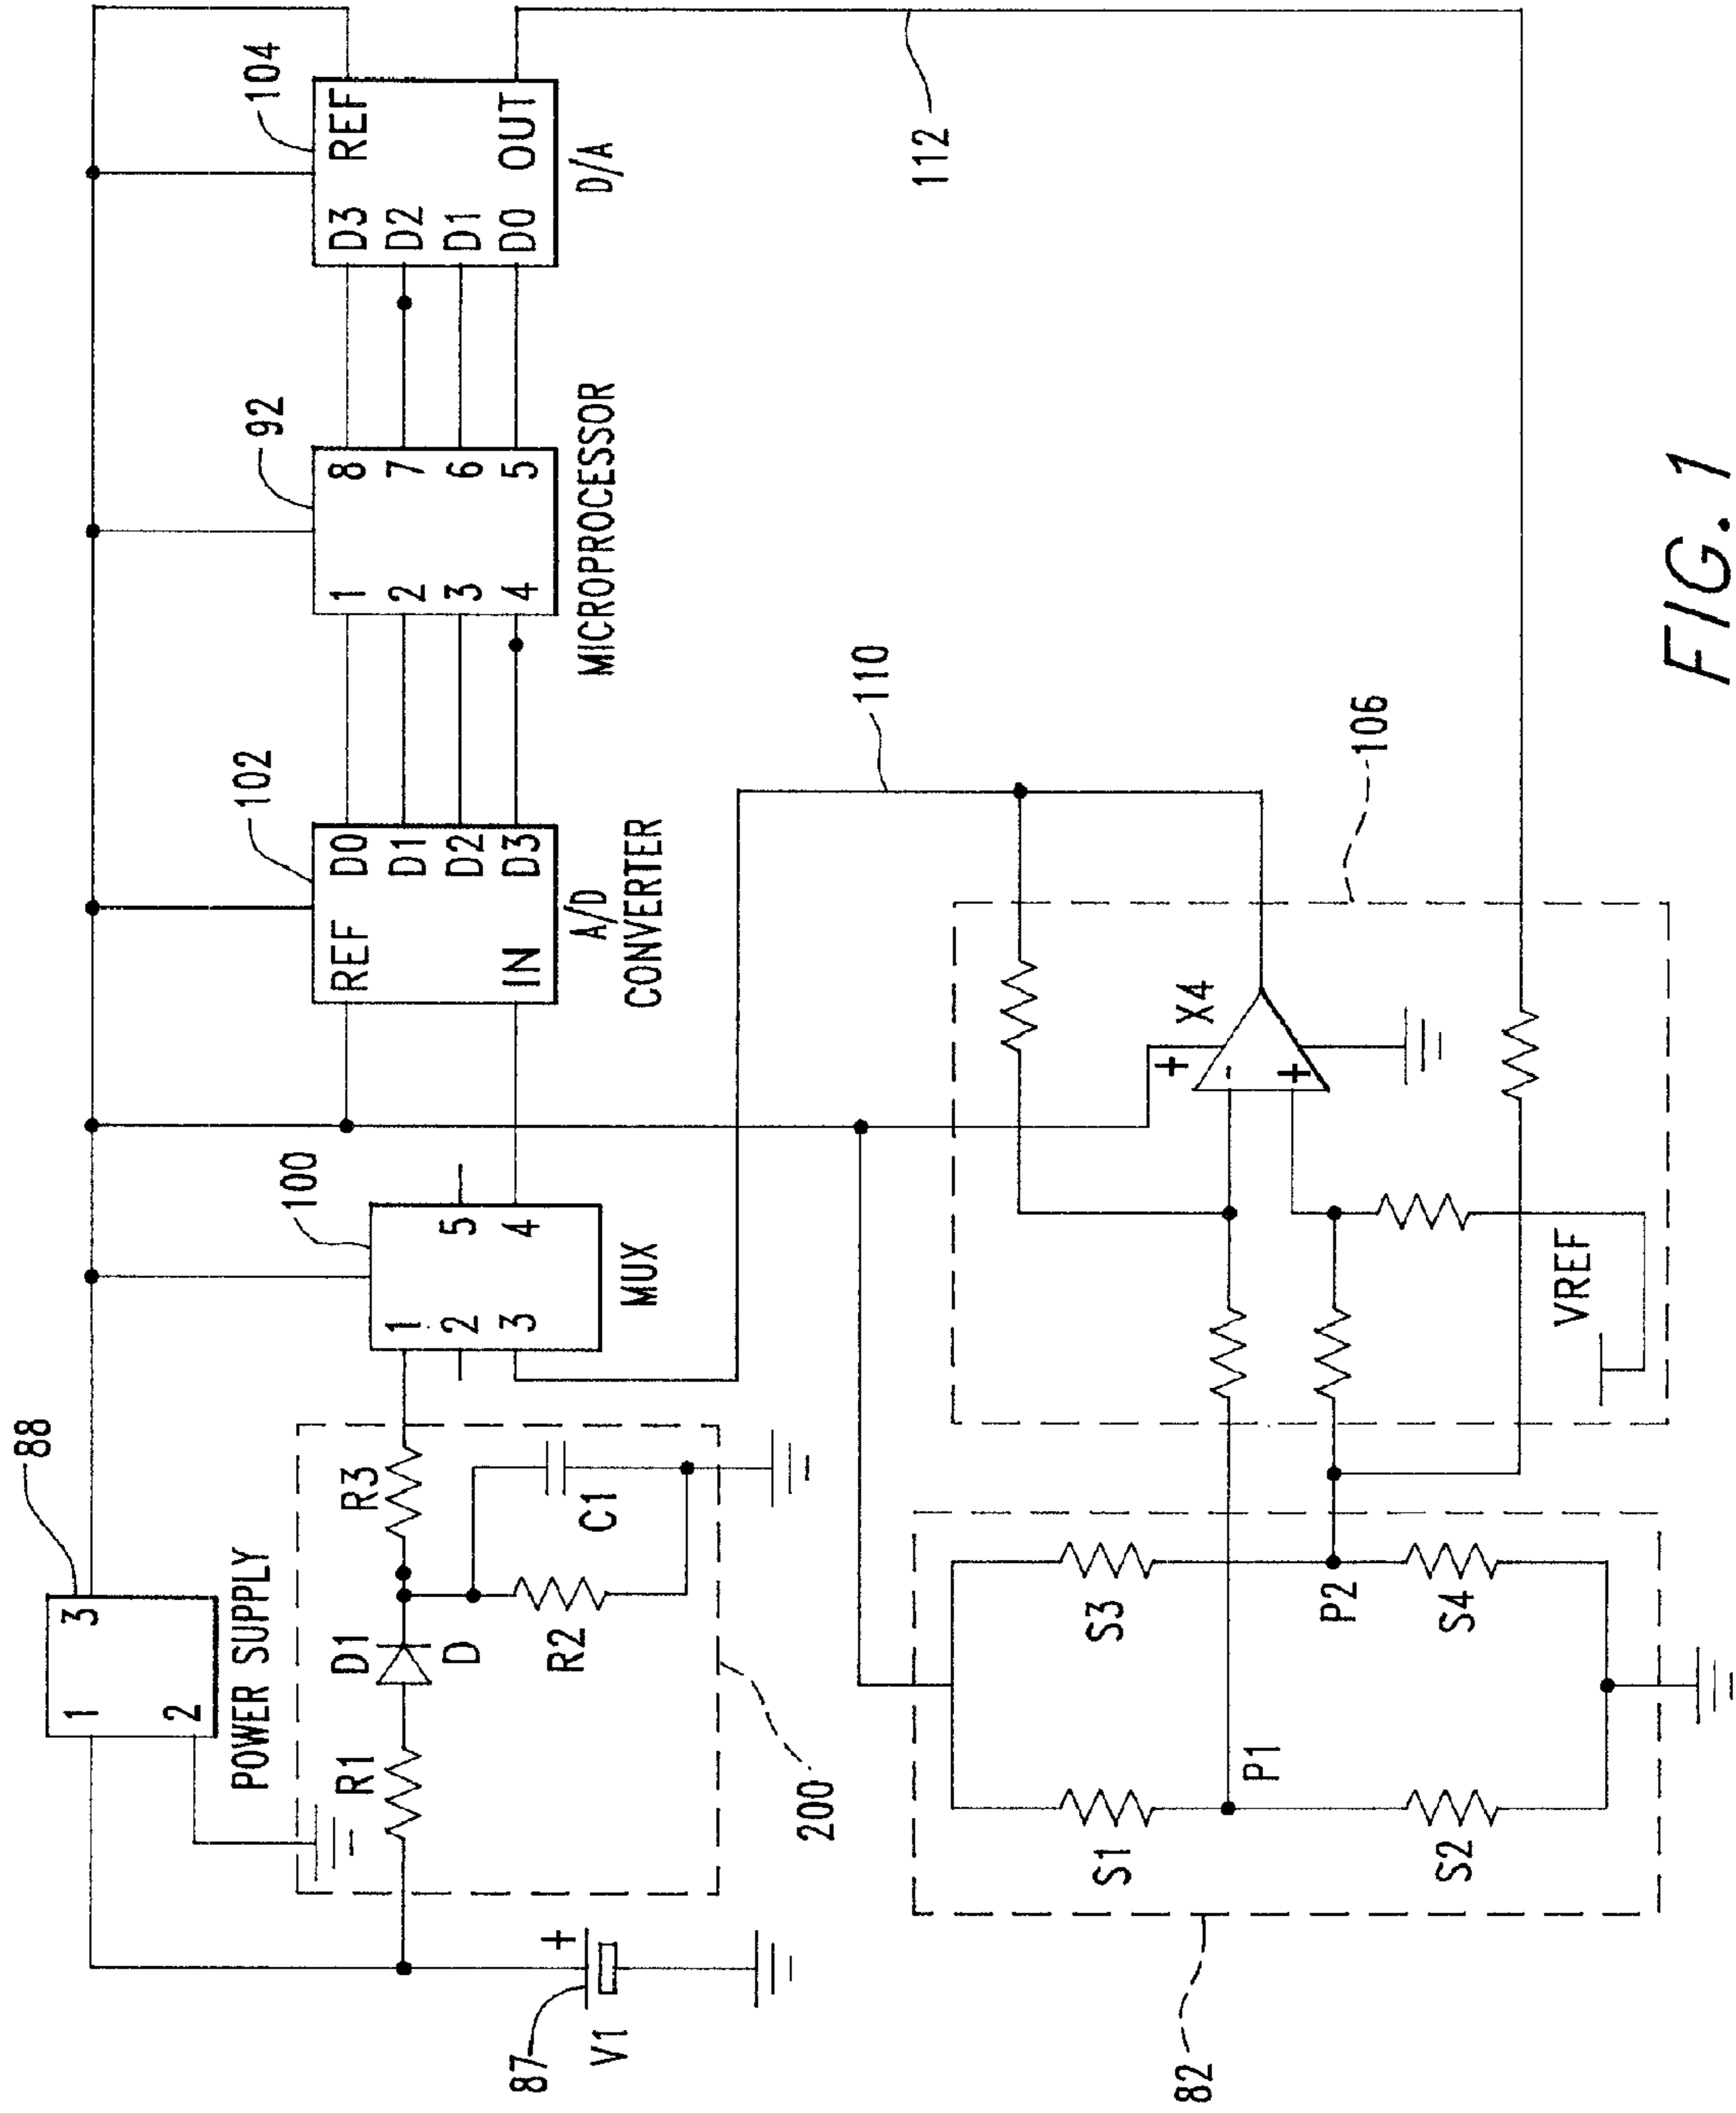 88
1
3
2
POWER SUPPLY
100
1
2
3
5
4
MUX
102
REF
IN
D0
D1
D2
D3
A/D
CONVERTER
92
1
2
3
4
8
7
6
5
MICROPROCESSOR
104
D3
D2
D1
D0
REF
OUT
D/A
R1
D1
D
R3
R2
C1
200
87
V1
+
110
112
82
S1
S2
S3
S4
P1
P2
106
X4
+
-
+
VREF
FIG. 1